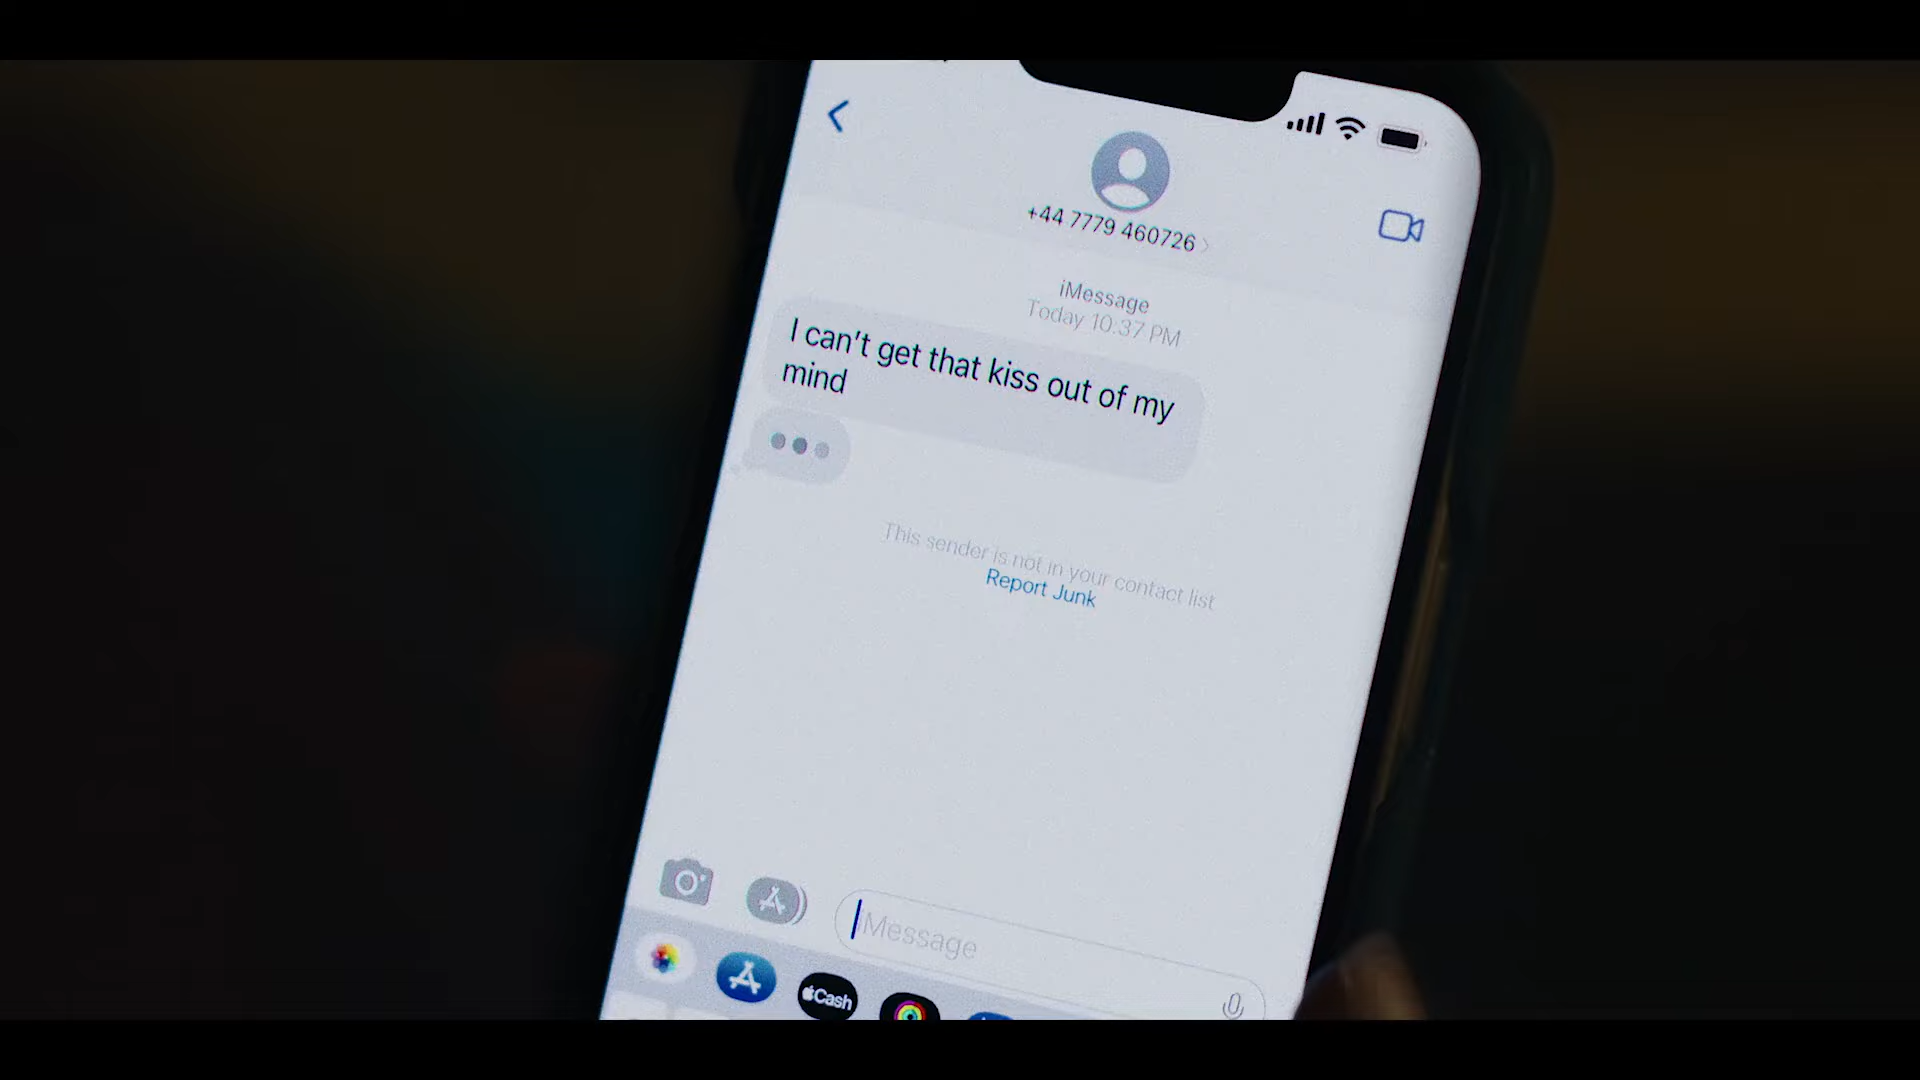 +44 7779 460726
iMessage
Today 10:37 PM
I can't get that kiss out of my
mind
This sender is not in your contact list
Report Junk
iMessage
Cash